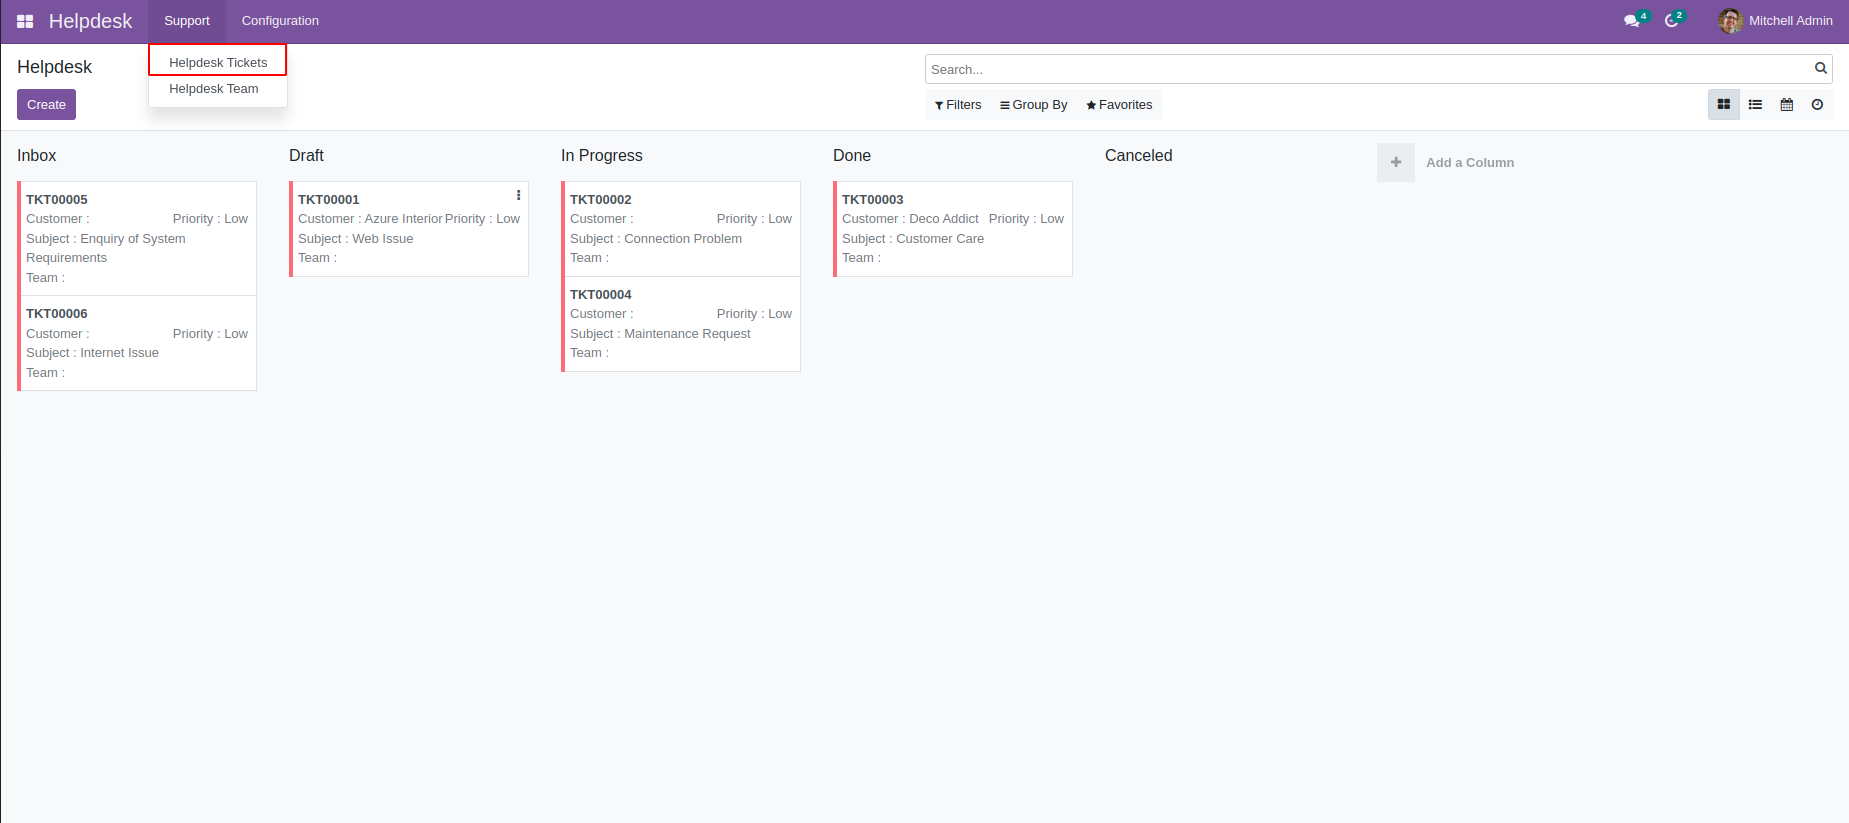 Helpdesk Support Configuration 4 2 Mitchell Admin
Helpdesk
Helpdesk Tickets
Helpdesk Team
Create
Search...
Filters Group By Favorites
Inbox
TKT00005
Customer : Priority : Low
Subject : Enquiry of System
Requirements
Team :
TKT00006
Customer : Priority : Low
Subject : Internet Issue
Team :
Draft
TKT00001
Customer : Azure Interior Priority : Low
Subject : Web Issue
Team :
In Progress
TKT00002
Customer : Priority : Low
Subject : Connection Problem
Team :
TKT00004
Customer : Priority : Low
Subject : Maintenance Request
Team :
Done
TKT00003
Customer : Deco Addict Priority : Low
Subject : Customer Care
Team :
Canceled
Add a Column